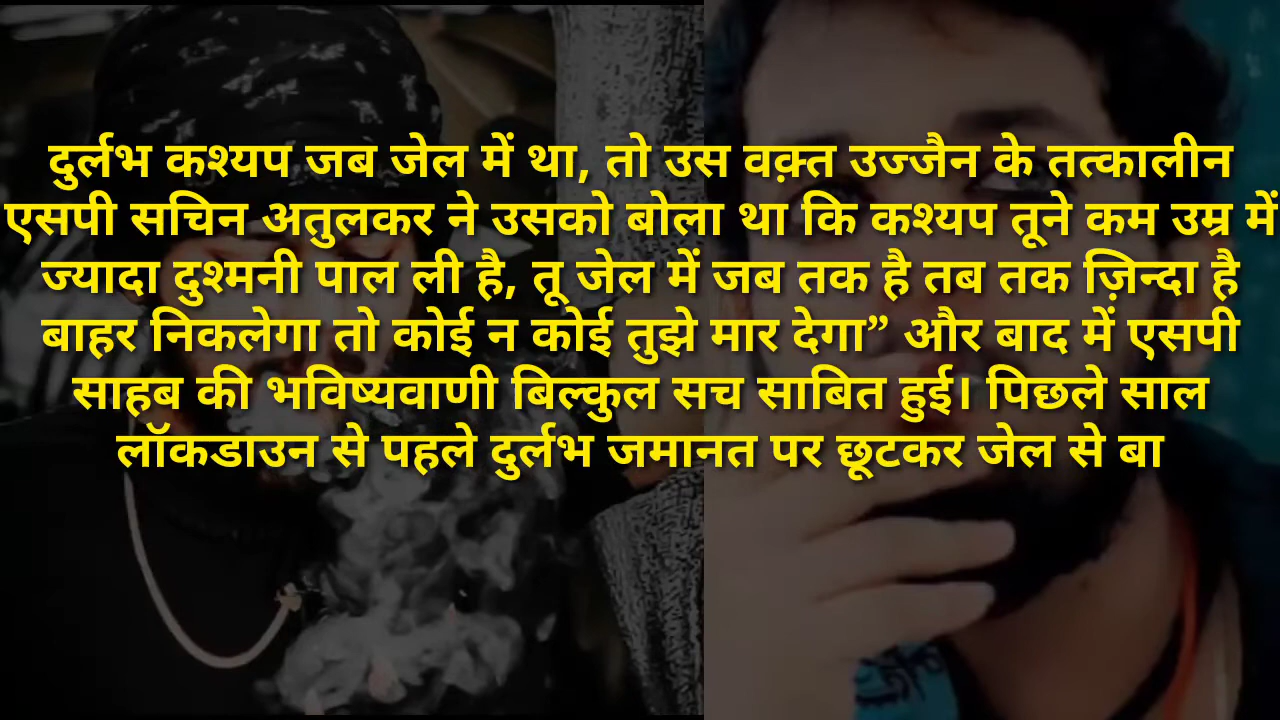 दुर्लभ कश्यप जब जेल में था, तो उस वक़्त उज्जैन के तत्कालीन
एसपी सचिन अतुलकर ने उसको बोला था कि कश्यप तूने कम उम्र में
ज्यादा दुश्मनी पाल ली है, तू जेल में जब तक है तब तक ज़िन्दा है
बाहर निकलेगा तो कोई न कोई तुझे मार देगा” और बाद में एसपी
साहब की भविष्यवाणी बिल्कुल सच साबित हुई। पिछले साल
लॉकडाउन से पहले दुर्लभ जमानत पर छूटकर जेल से बा